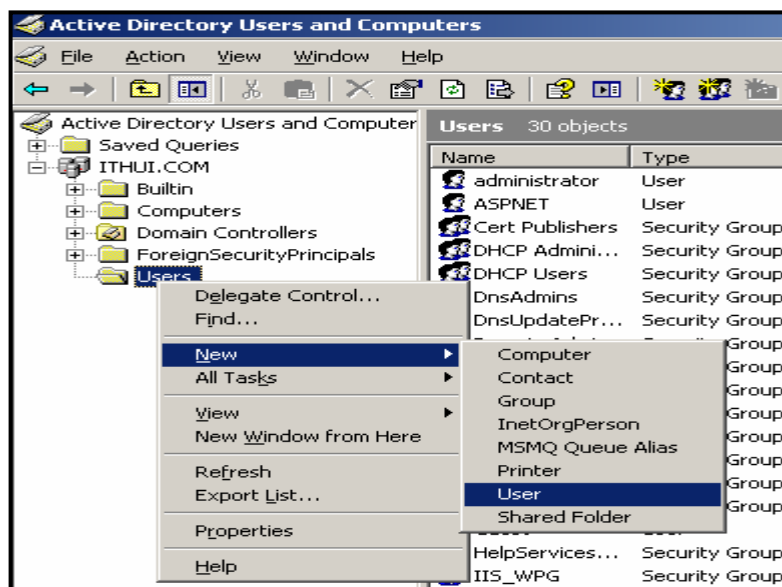 Active Directory Users and Computers
File Action View Window Help
Active Directory Users and Computer
Saved Queries
ITHUI.COM
Builtin
Computers
Domain Controllers
ForeignSecurityPrincipals
Users
Users 30 objects
Name Type
administrator User
ASPNET User
Cert Publishers Security Group
DHCP Admini... Security Group
DHCP Users Security Group
DnsAdmins Security Group
DnsUpdatePr... Security Group
Group
Group
Group
Group
Group
Group
Group
Group
HelpServices... Security Group
IIS_WPG Security Group
Delegate Control...
Find...
New
All Tasks
View
New Window from Here
Refresh
Export List...
Properties
Help
Computer
Contact
Group
InetOrgPerson
MSMQ Queue Alias
Printer
User
Shared Folder